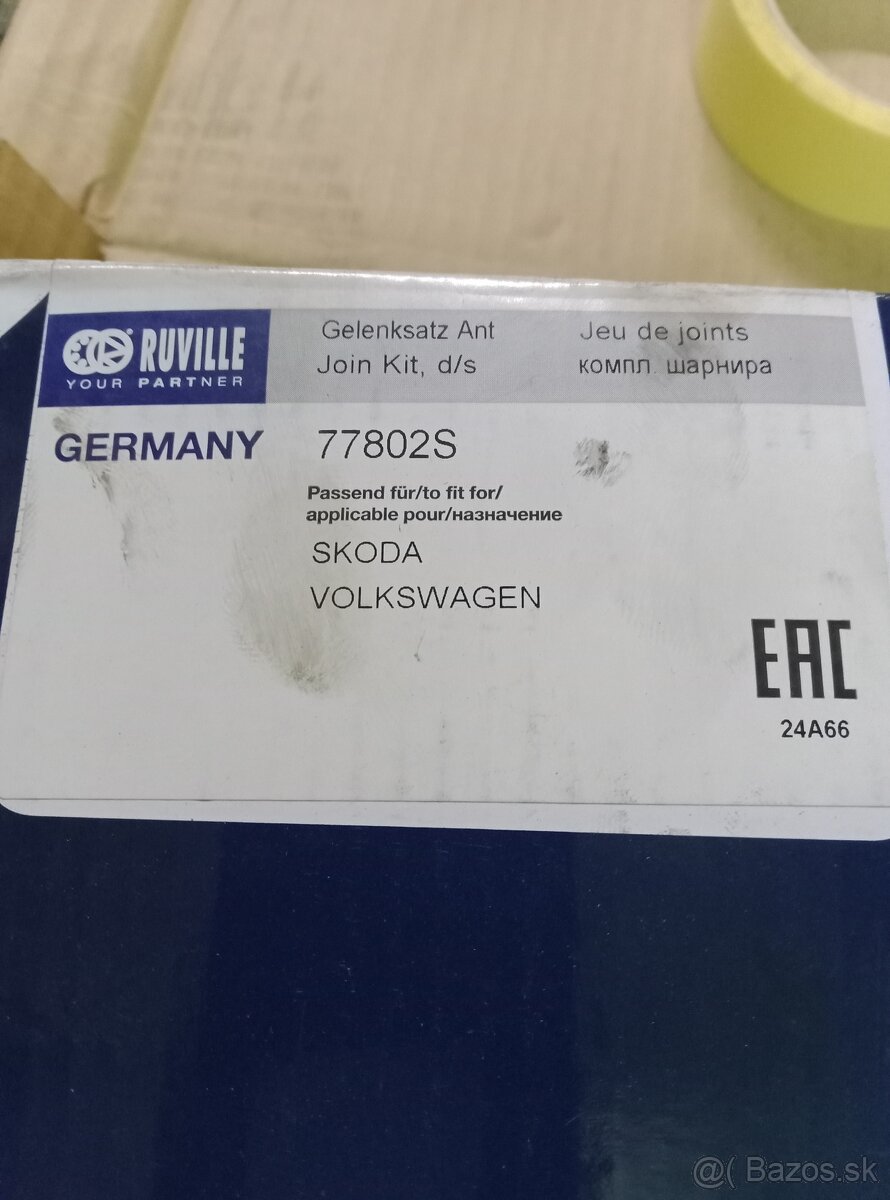 RUVILLE
YOUR PARTNER
Gelenksatz Ant
Join Kit, d/s
Jeu de joints
компл. шарнира
GERMANY
77802S
Passend für/to fit for/
applicable pour/назначение
SKODA
VOLKSWAGEN
EAC
24A66
@( Bazos.sk